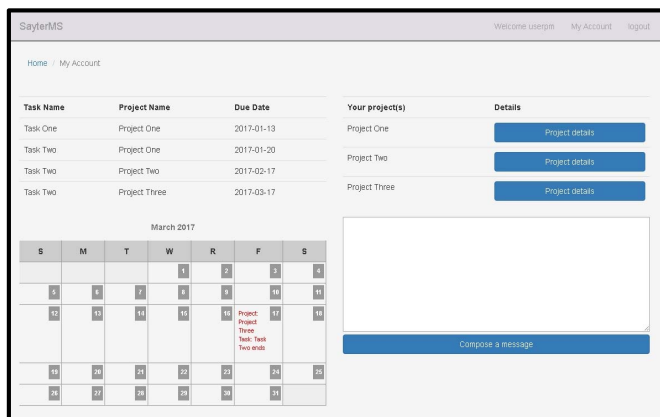 SayterMS
Welcome userpm My Account logout
Home / My Account
Task Name Project Name Due Date
Task One Project One 2017-01-13
Task Two Project One 2017-01-20
Task Two Project Two 2017-02-17
Task Two Project Three 2017-03-17
Your project(s) Details
Project One Project details
Project Two Project details
Project Three Project details
March 2017
S M T W R F S
1 2 3 4
5 6 7 8 9 10 11
12 13 14 15 16 17 18
Project:
Project
Three
Task: Task
Two ends
19 20 21 22 23 24 25
26 27 28 29 30 31
Compose a message